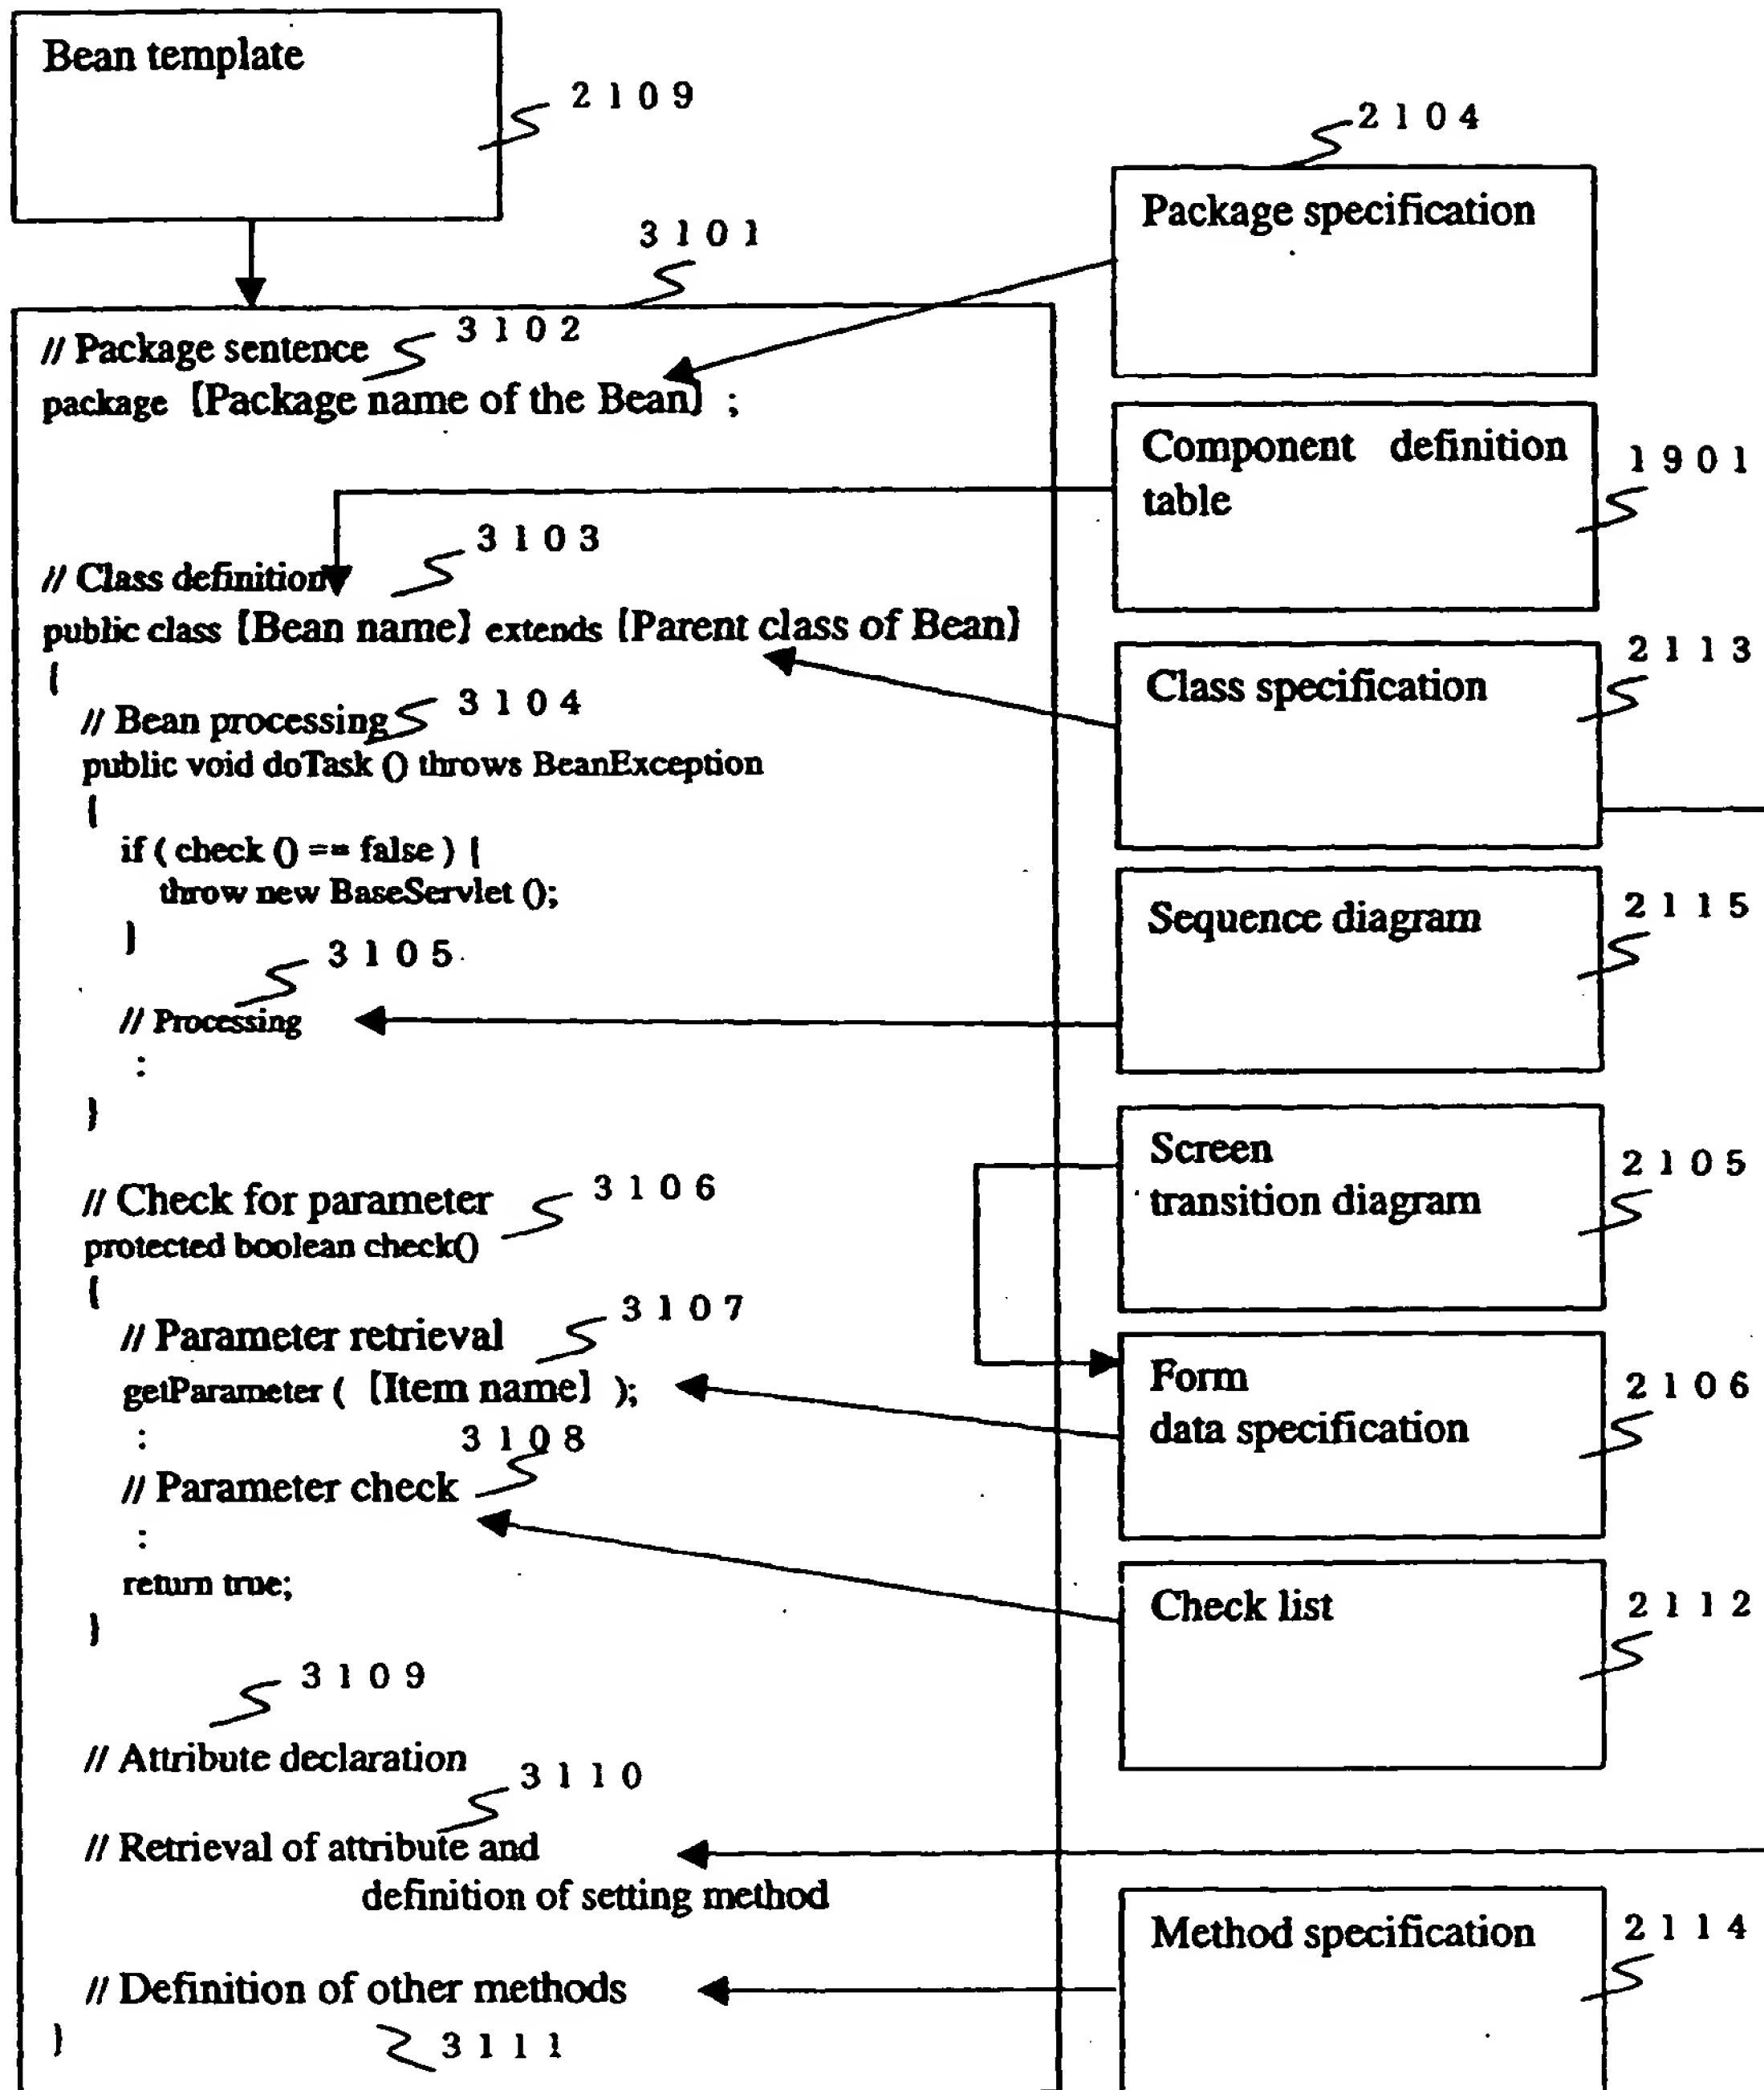 Bean template
2109
2104
Package specification
3101
// Package sentence
3102
package [Package name of the Bean] ;
Component definition
table
1901
3103
// Class definition
public class [Bean name] extends [Parent class of Bean]
{
2113
Class specification
// Bean processing
3104
public void doTask () throws BeanException
{
if ( check () == false ) {
throw new BaseServlet ();
}
2115
Sequence diagram
3105
// Processing
:
}
Screen
transition diagram
2105
// Check for parameter
3106
protected boolean check()
{
3107
// Parameter retrieval
getParameter ( [Item name] );
:
Form
data specification
2106
3108
// Parameter check
:
return true;
}
Check list
2112
3109
// Attribute declaration
3110
// Retrieval of attribute and
definition of setting method
Method specification
2114
// Definition of other methods
}
3111